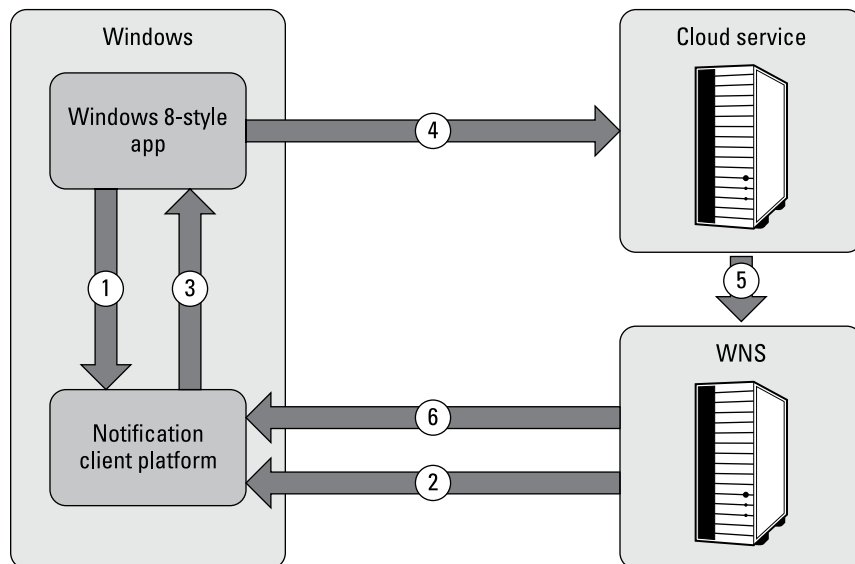 Windows
Cloud service
Windows 8-style
app
4
1
3
5
WNS
Notification
client platform
6
2